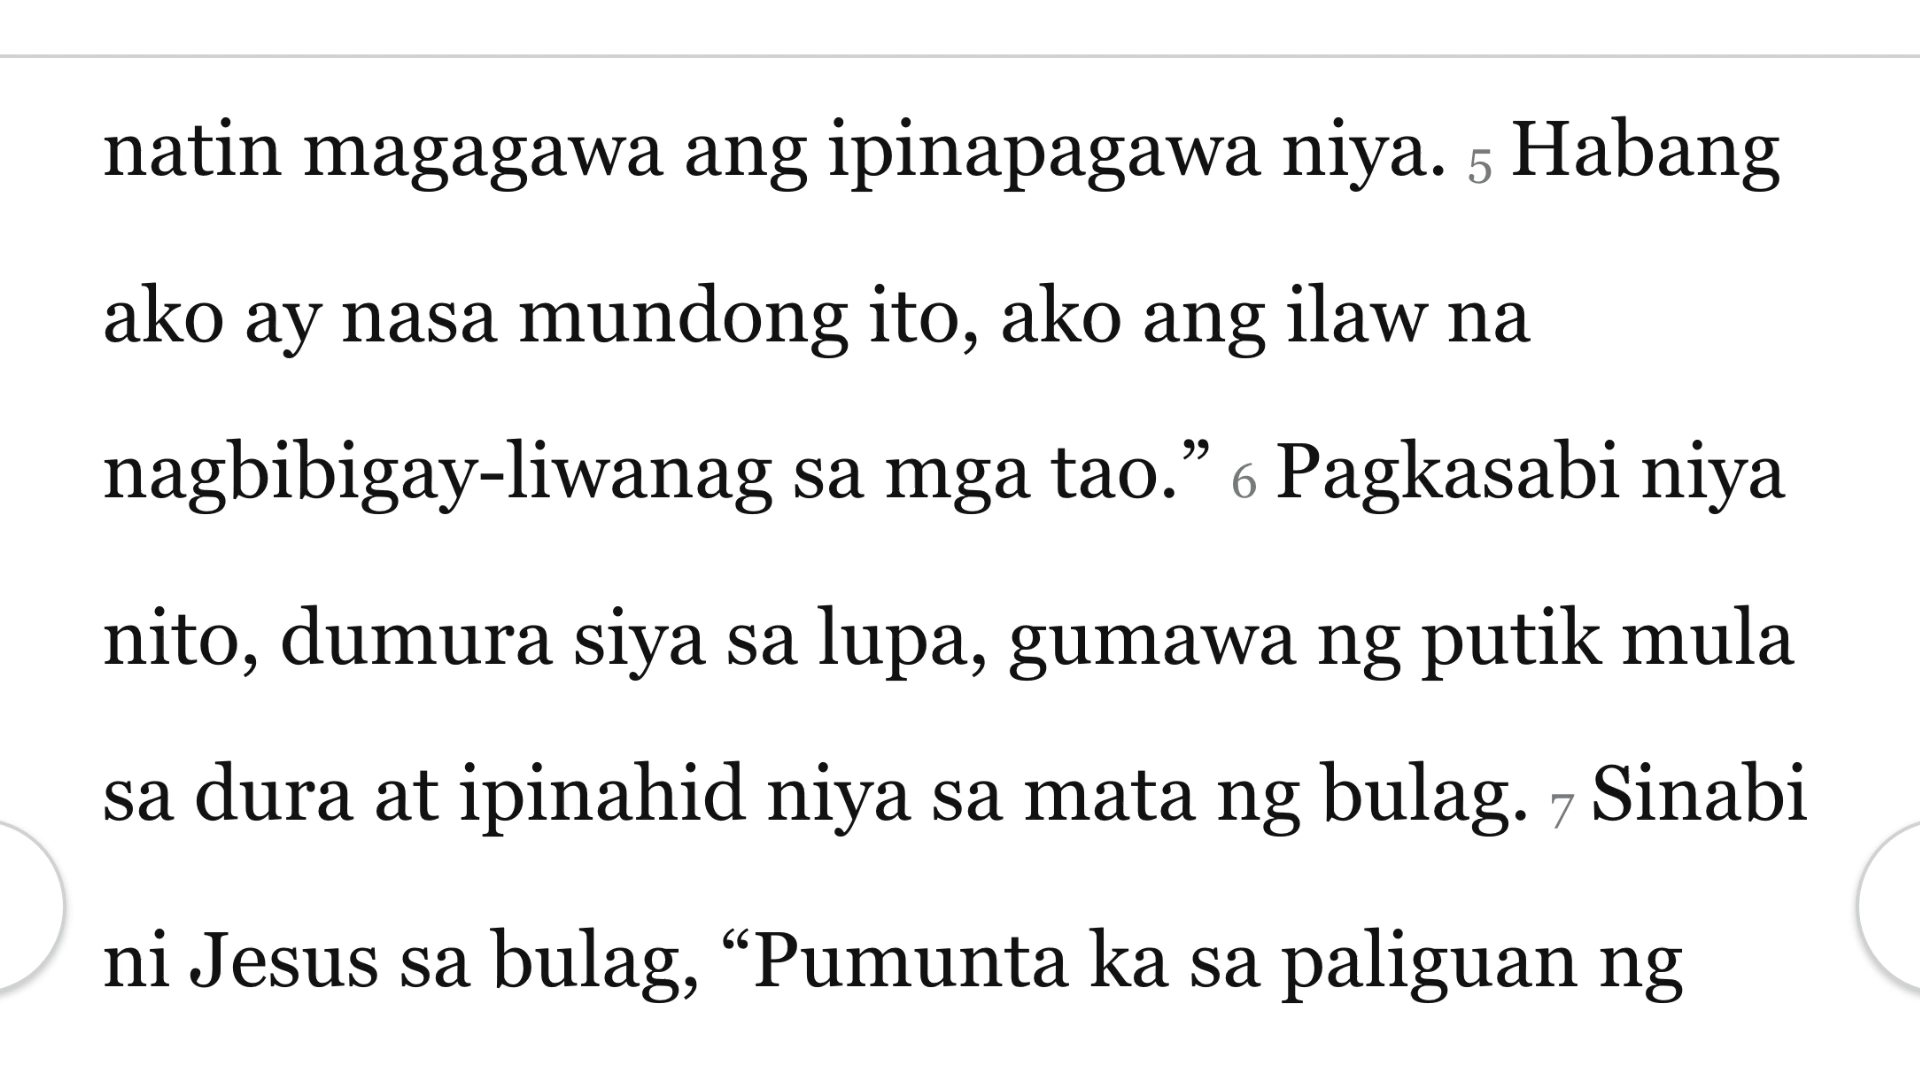 natin magagawa ang ipinapagawa niya. 5 Habang
ako ay nasa mundong ito, ako ang ilaw na
nagbibigay-liwanag sa mga tao.” 6 Pagkasabi niya
nito, dumura siya sa lupa, gumawa ng putik mula
sa dura at ipinahid niya sa mata ng bulag. 7 Sinabi
ni Jesus sa bulag, “Pumunta ka sa paliguan ng